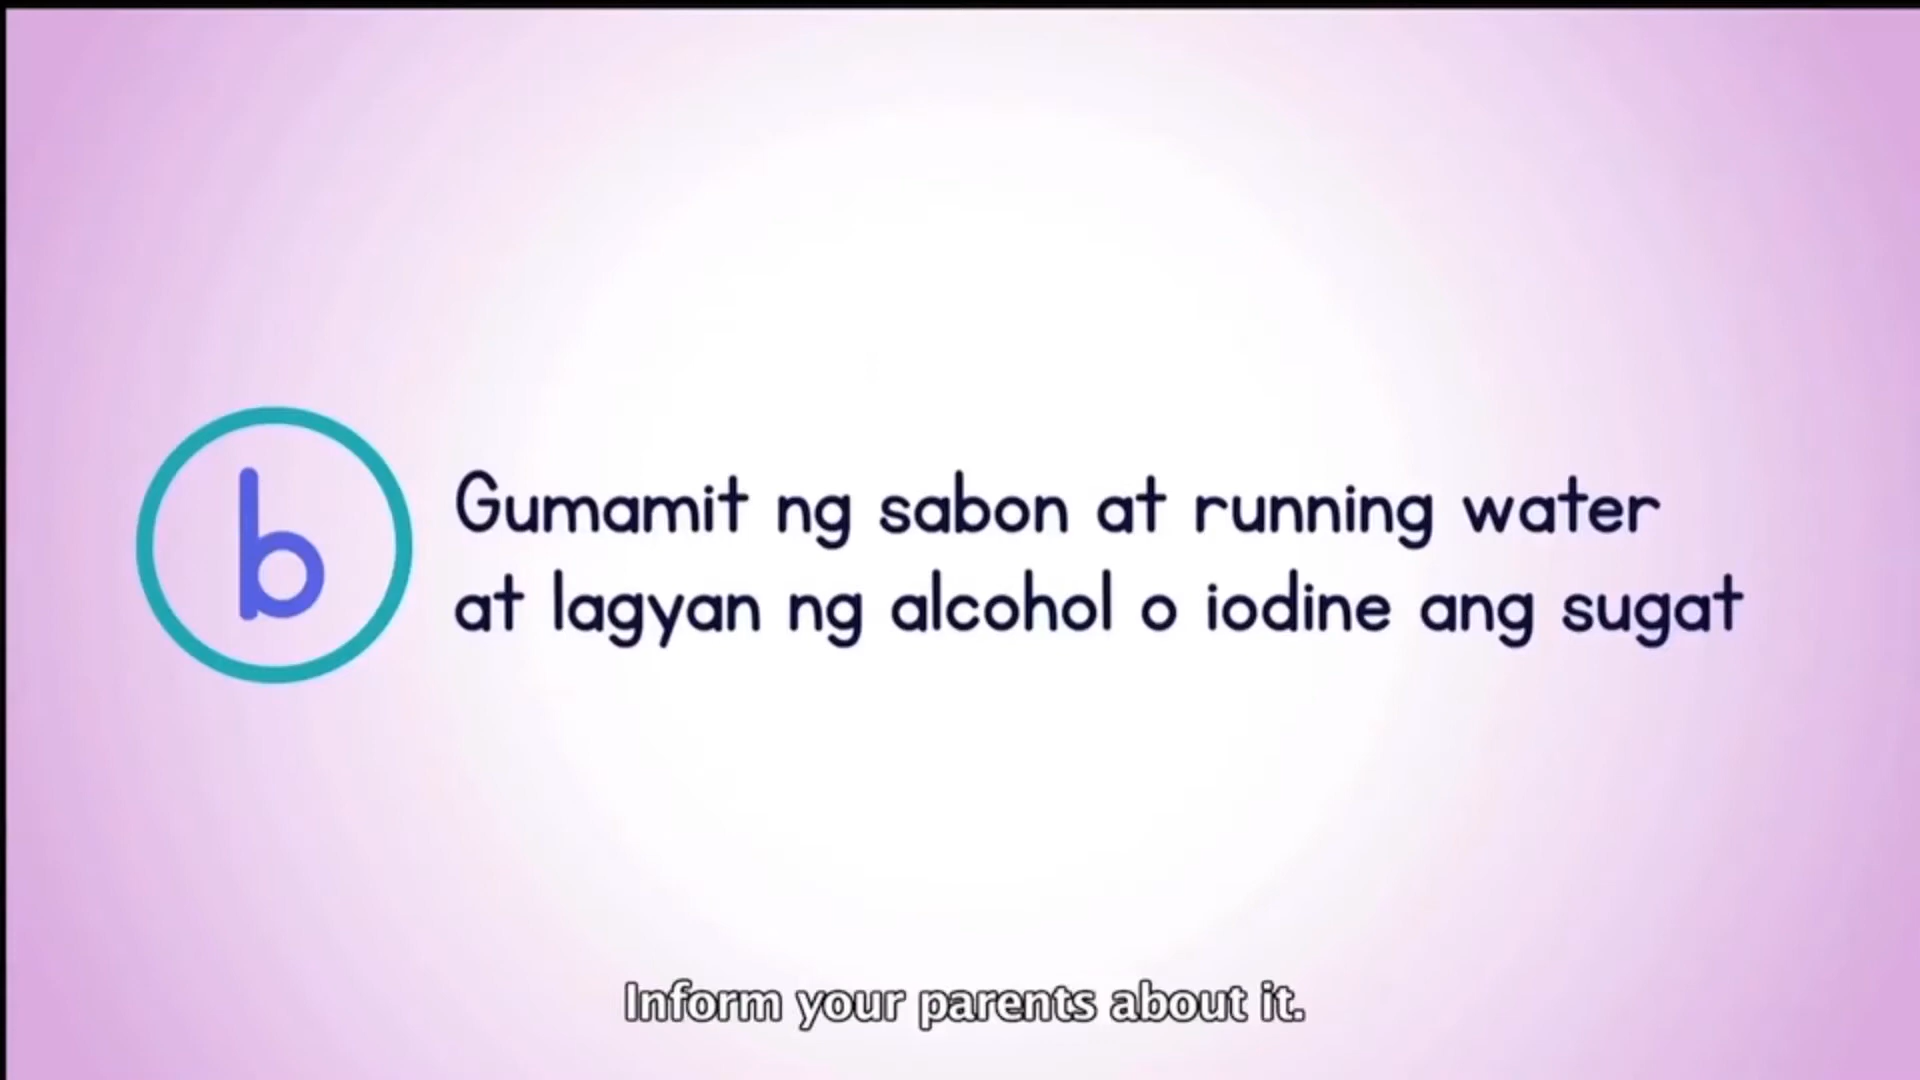 b
Gumamit ng sabon at running water
at lagyan ng alcohol o iodine ang sugat
Inform your parents about it.